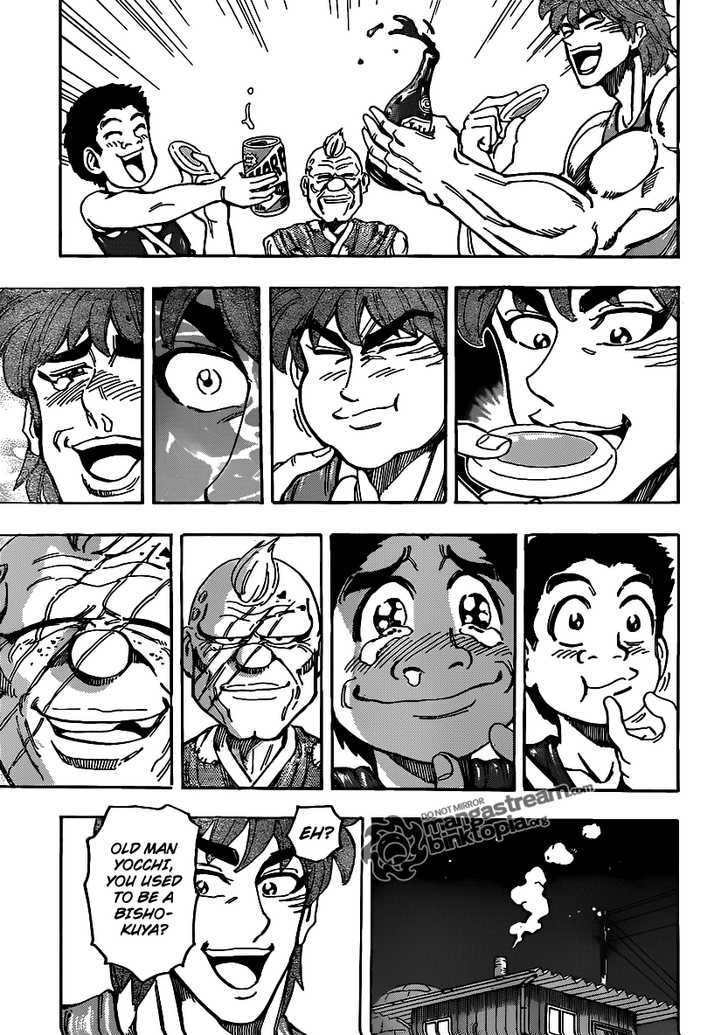 EH?
OLD MAN
YOCCHI,
YOU USED
TO BE A
BISHO-
KUYA?
DO NOT MIRROR
mangastream.com
binktopia.org